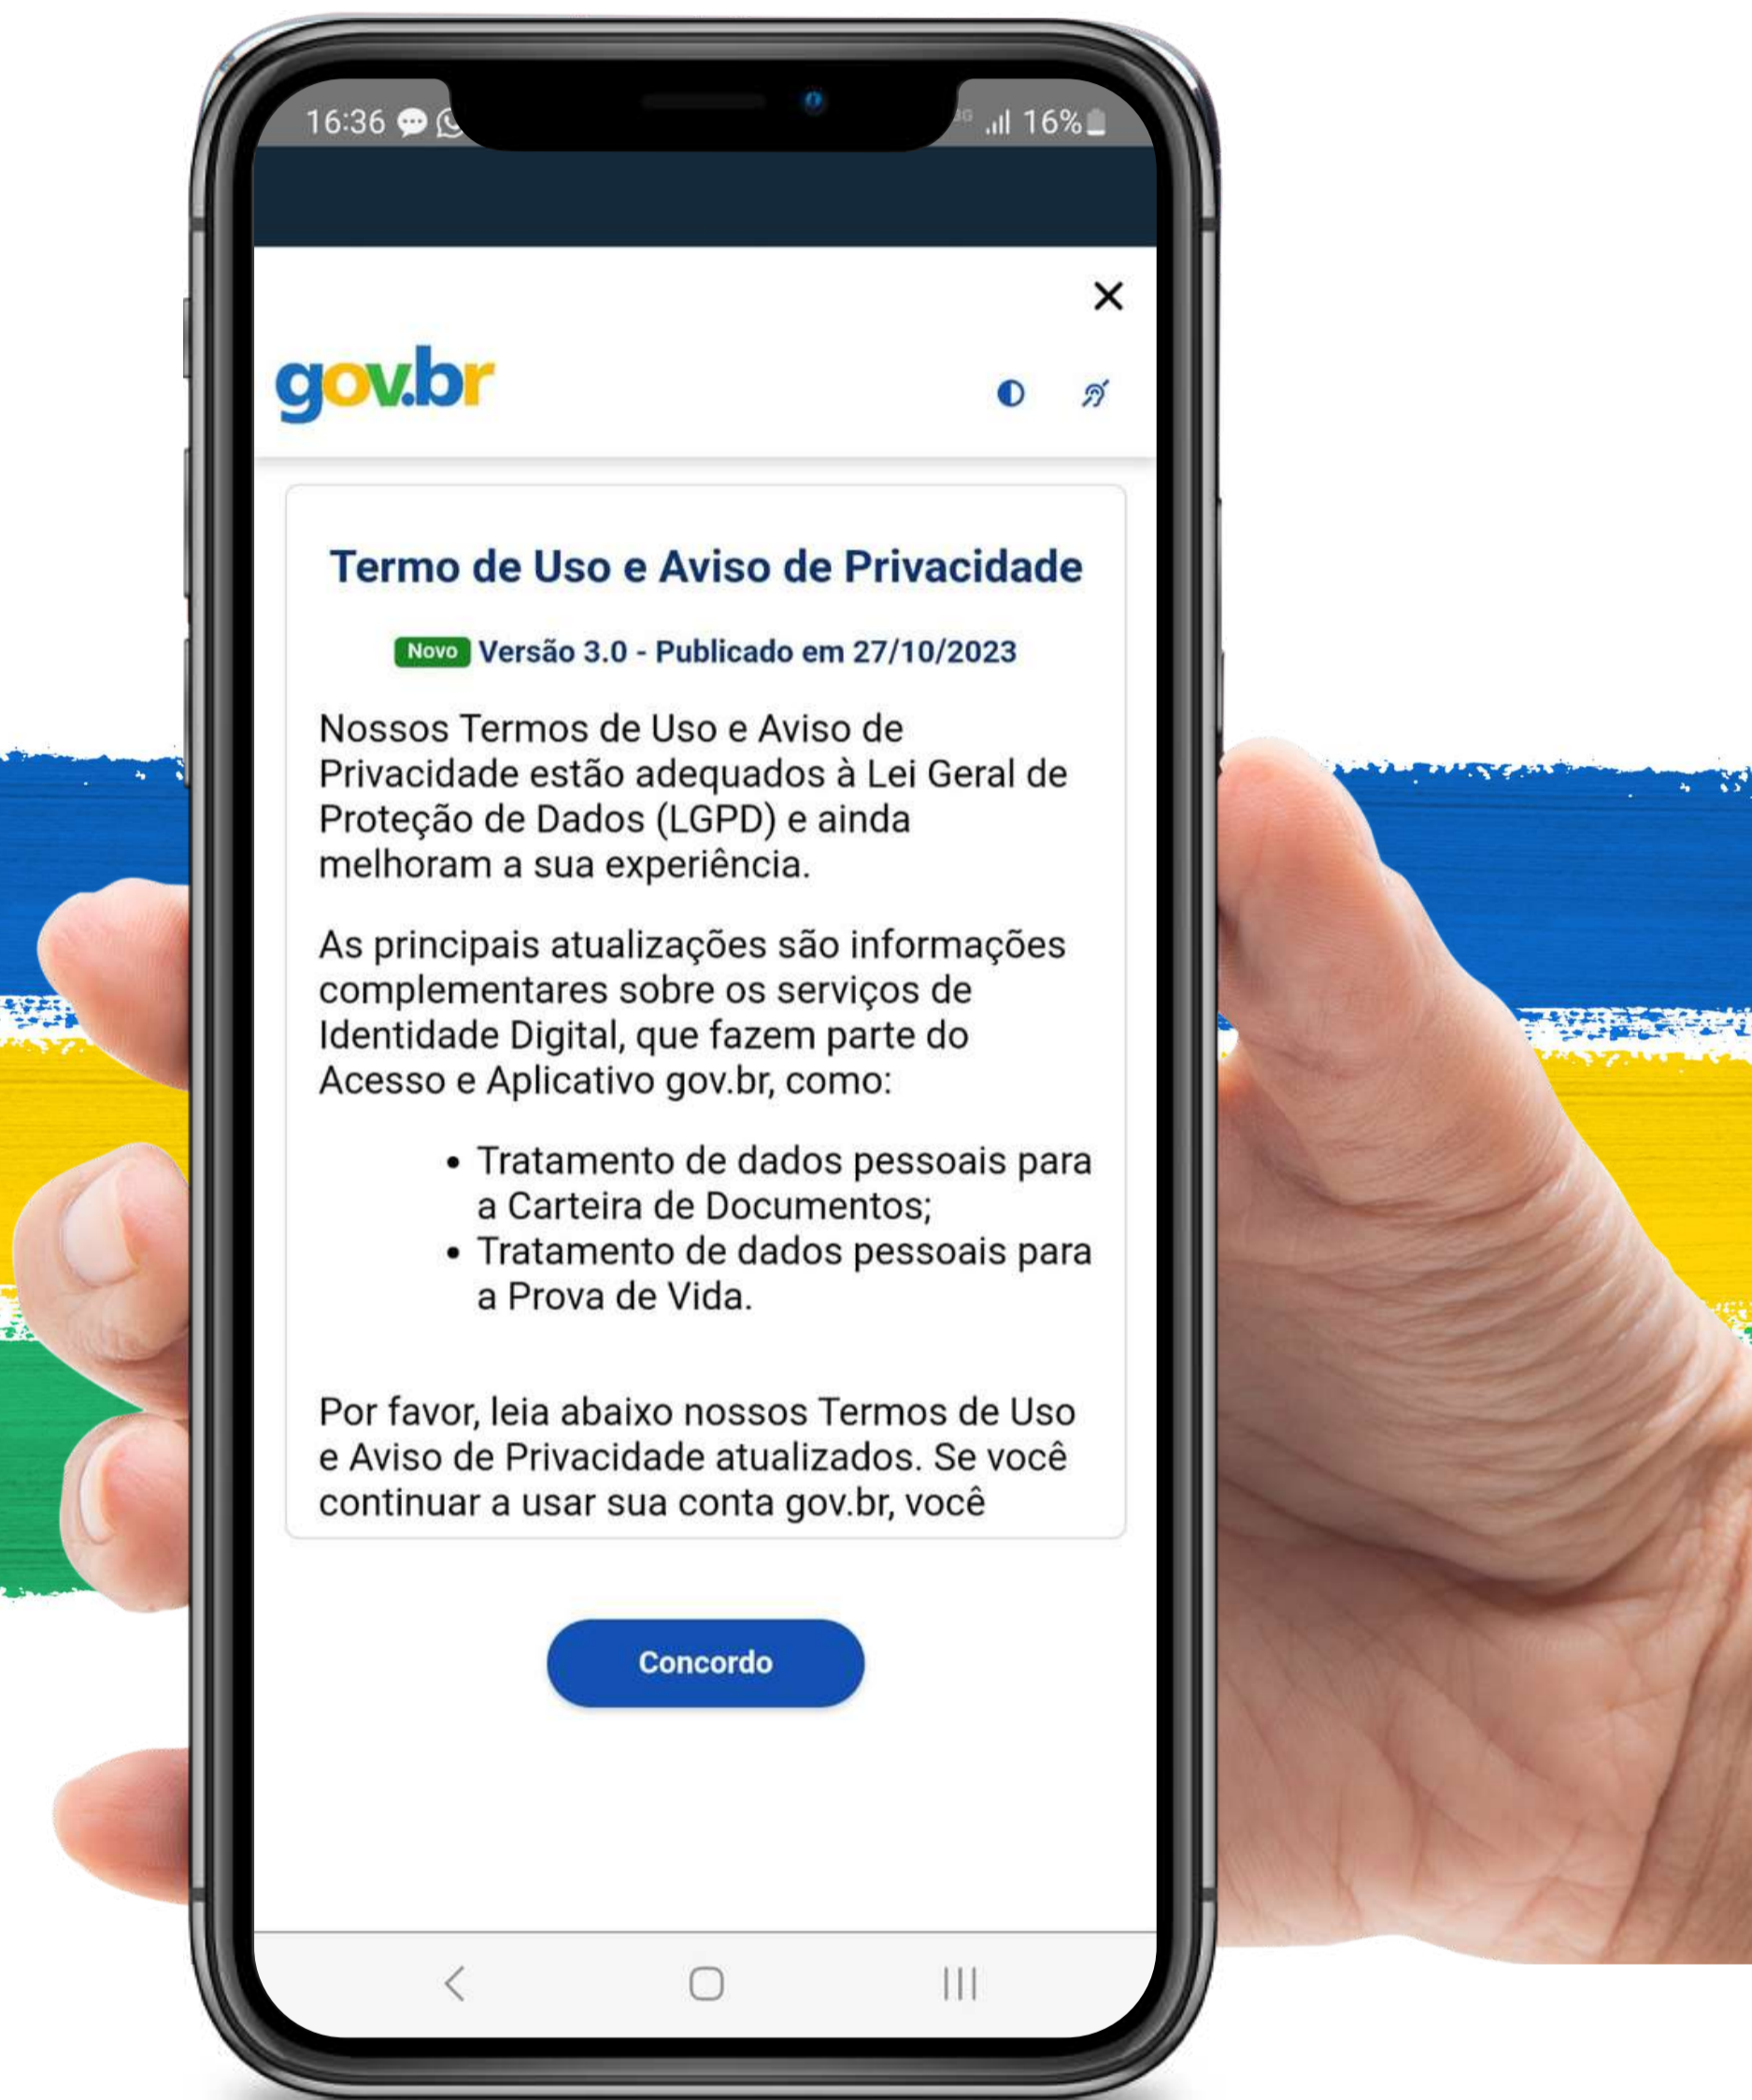 16:36
16%
gov.br
Termo de Uso e Aviso de Privacidade
Novo Versão 3.0 - Publicado em 27/10/2023
Nossos Termos de Uso e Aviso de
Privacidade estão adequados à Lei Geral de
Proteção de Dados (LGPD) e ainda
melhoram a sua experiência.
As principais atualizações são informações
complementares sobre os serviços de
Identidade Digital, que fazem parte do
Acesso e Aplicativo gov.br, como:
• Tratamento de dados pessoais para
a Carteira de Documentos;
• Tratamento de dados pessoais para
a Prova de Vida.
Por favor, leia abaixo nossos Termos de Uso
e Aviso de Privacidade atualizados. Se você
continuar a usar sua conta gov.br, você
Concordo